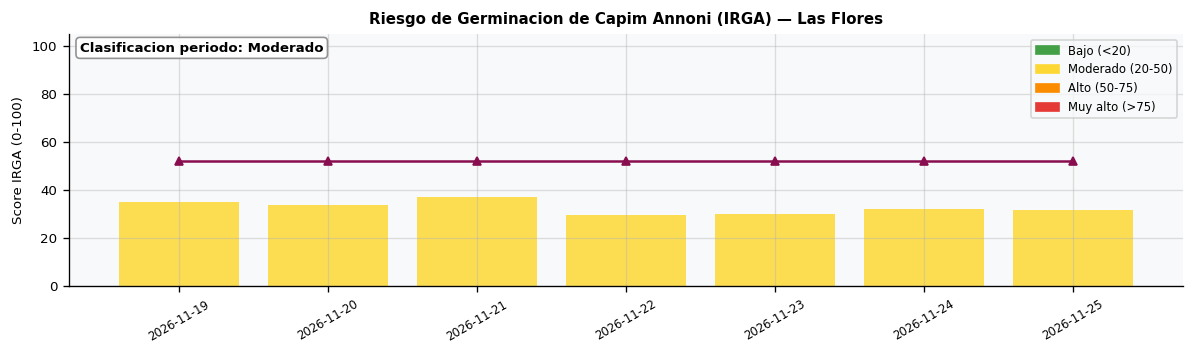 Riesgo de Germinacion de Capim Annoni (IRGA) — Las Flores
Clasificacion periodo: Moderado
Bajo (<20)
Moderado (20-50)
Alto (50-75)
Muy alto (>75)
Score IRGA (0-100)
100
80
60
40
20
0
2026-11-19
2026-11-20
2026-11-21
2026-11-22
2026-11-23
2026-11-24
2026-11-25